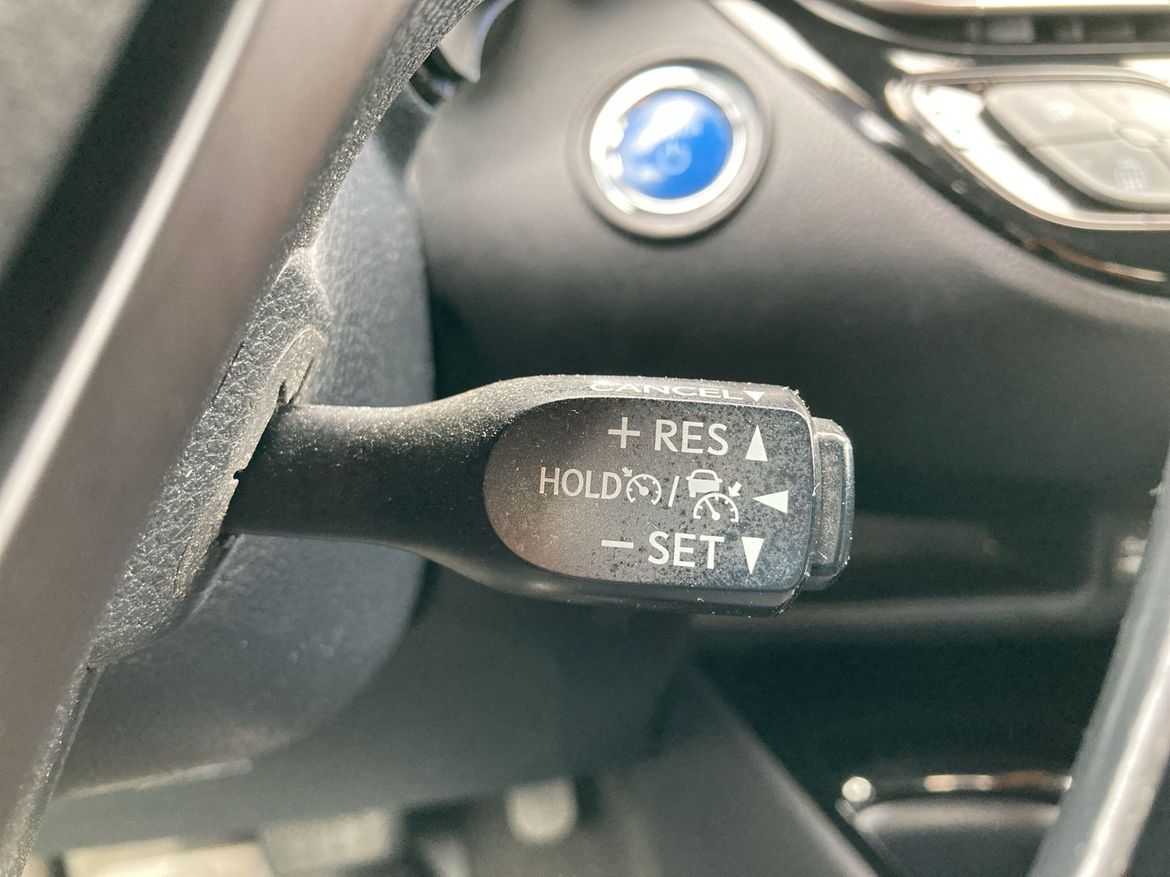 CANCEL▼
+ RES ▲
HOLD / ◀
− SET ▼